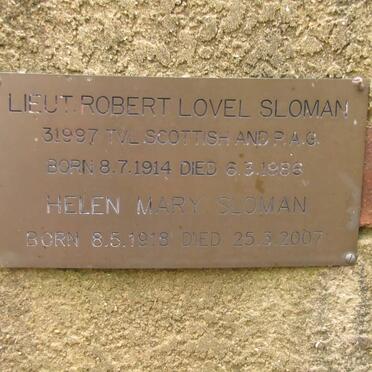 LIEUT. ROBERT LOVEL SLOMAN
31997 TVL SCOTTISH AND P.A.G.
BORN 8.7.1914 DIED 6.3.1986
HELEN MARY SLOMAN
BORN 8.5.1918 DIED 25.3.2007